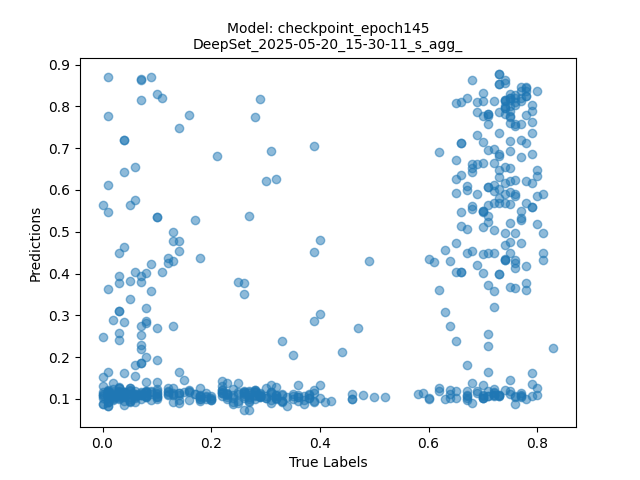 Model: checkpoint_epoch145
DeepSet_2025-05-20_15-30-11_s_agg_
0.9
0.8
0.7
0.6
0.5
0.4
0.3
0.2
0.1
Predictions
0.0 0.2 0.4 0.6 0.8
True Labels